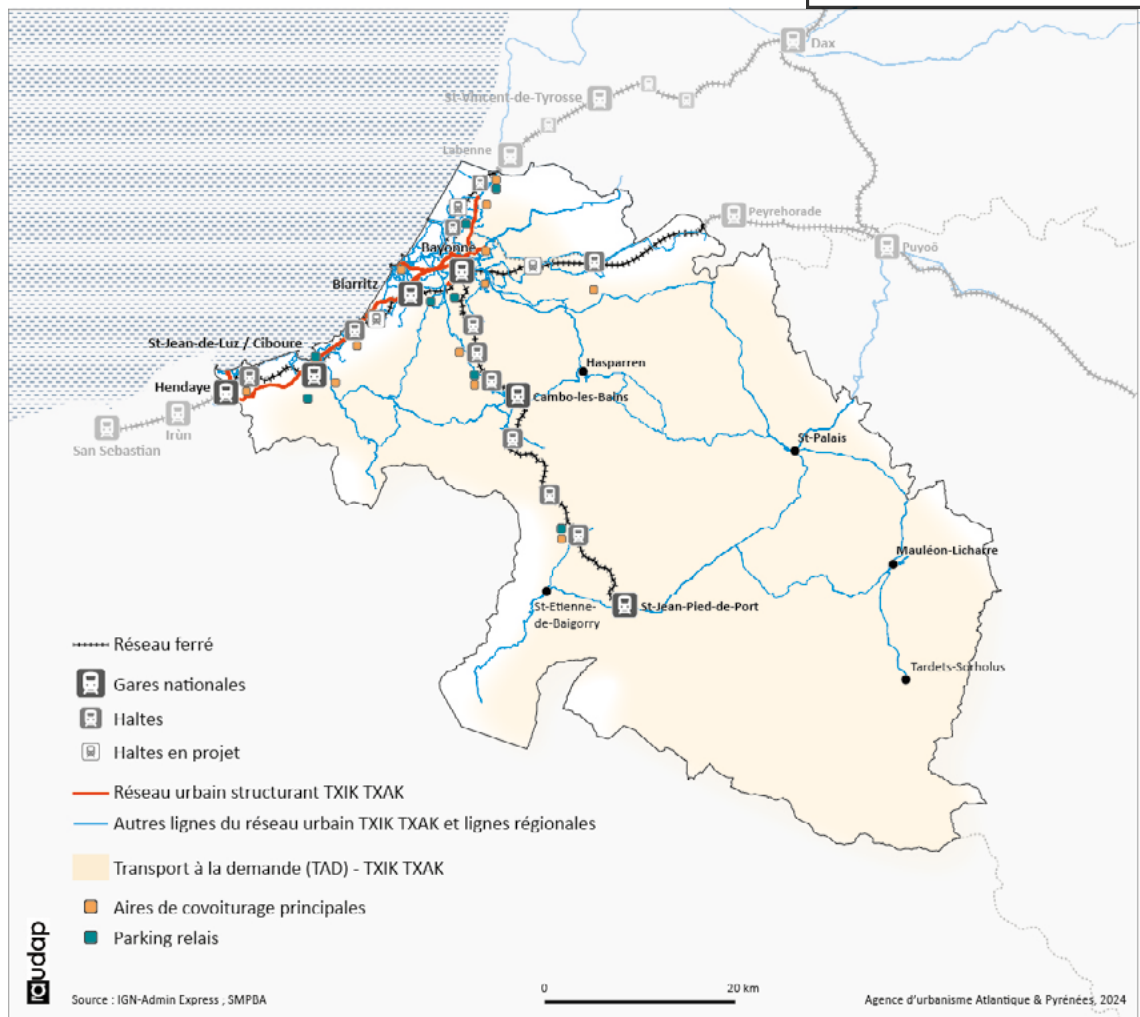 Dax
St-Vincent-de-Tyrosse
Labenne
Peyrehorade
Puyoô
Bayonne
Biarritz
St-Jean-de-Luz / Ciboure
Hendaye
Irùn
San Sebastian
Hasparren
Cambo-les-Bains
St-Palais
Mauléon-Licharre
St-Etienne-
de-Baigorry
St-Jean-Pied-de-Port
Tardets-Sorholus
Réseau ferré
Gares nationales
Haltes
Haltes en projet
Réseau urbain structurant TXIK TXAK
Autres lignes du réseau urbain TXIK TXAK et lignes régionales
Transport à la demande (TAD) - TXIK TXAK
Aires de covoiturage principales
Parking relais
audap
Source : IGN-Admin Express , SMPBA
0
20 km
Agence d'urbanisme Atlantique & Pyrénées, 2024